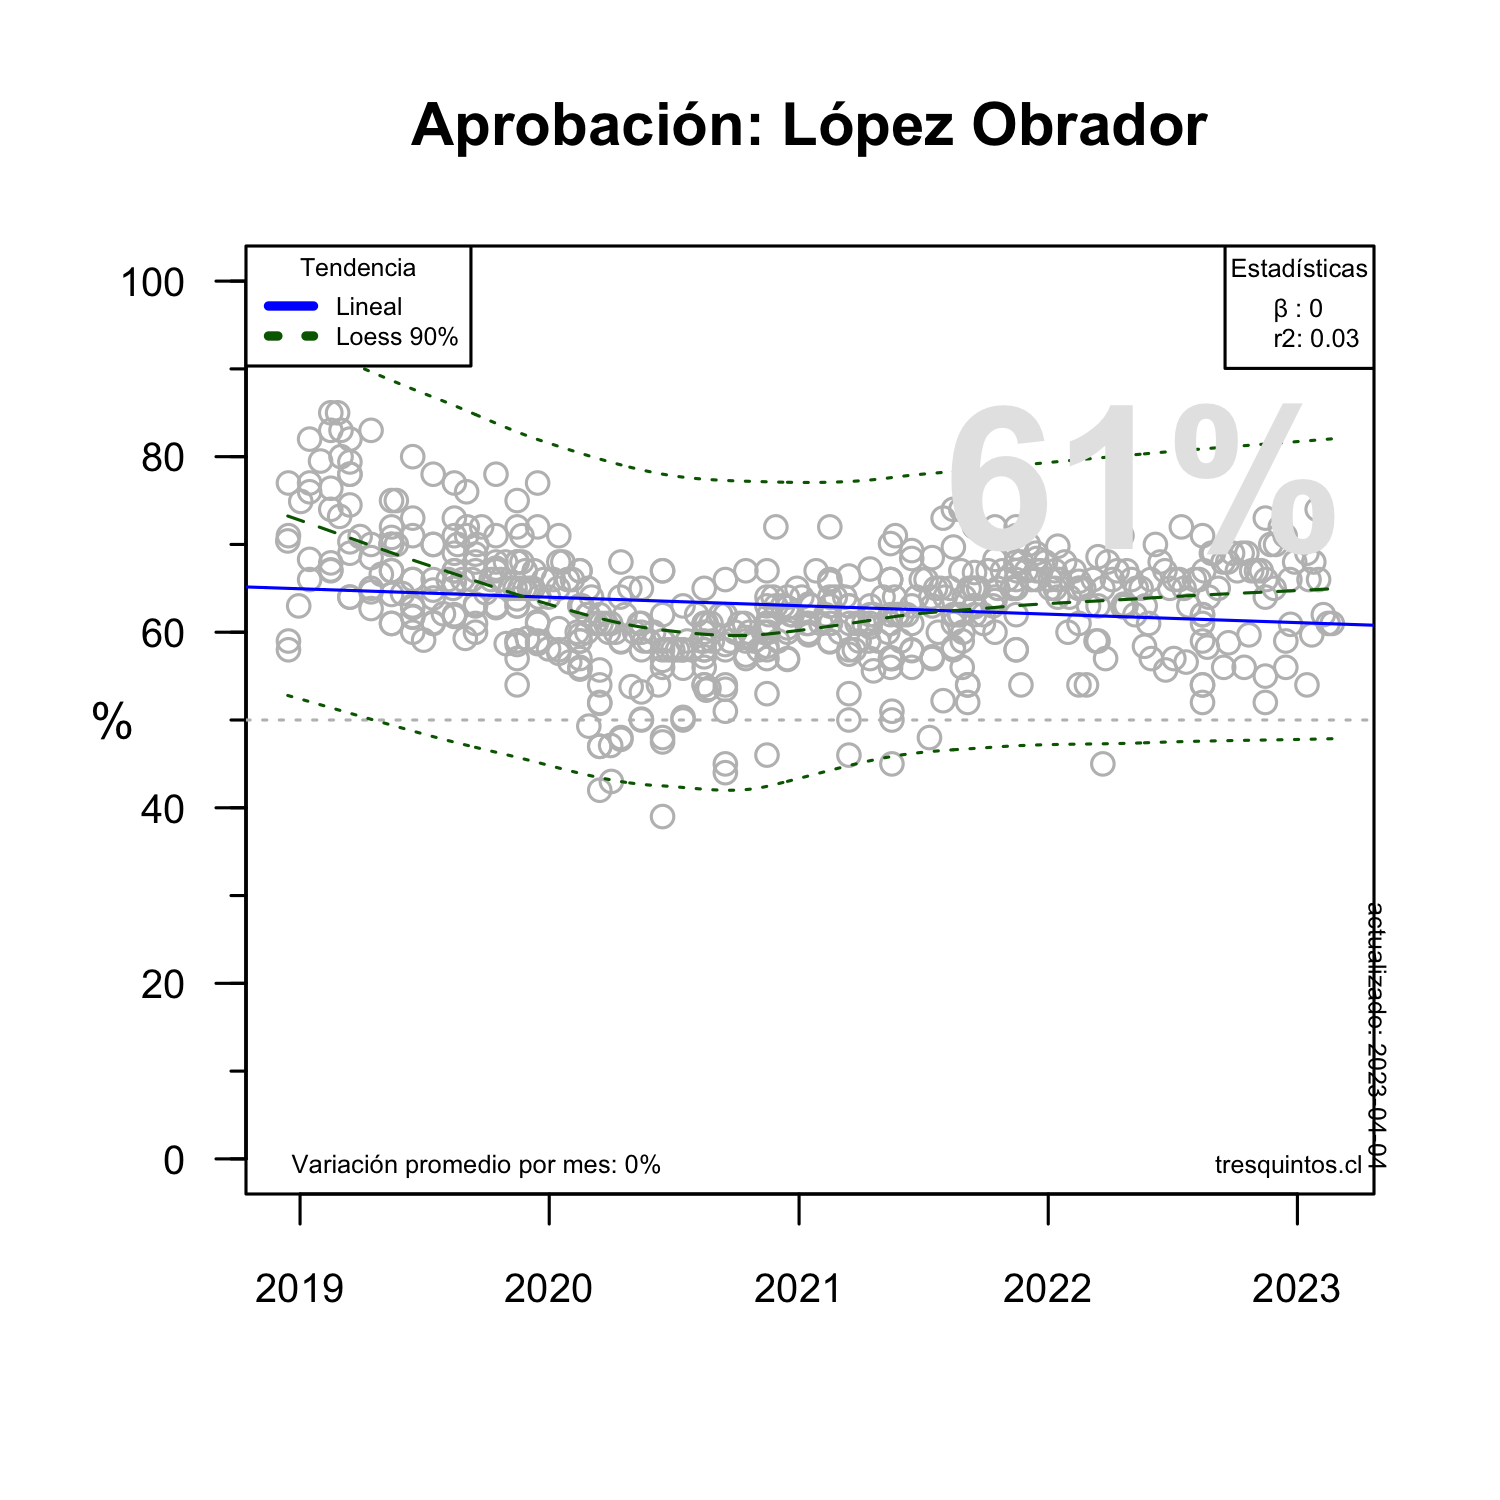 Aprobación: López Obrador
Tendencia
Lineal
Loess 90%
Estadísticas
β : 0
r2: 0.03
61%
100
80
60
%
40
20
0
actualizado: 2023-04-04
Variación promedio por mes: 0%
tresquintos.cl
2019
2020
2021
2022
2023